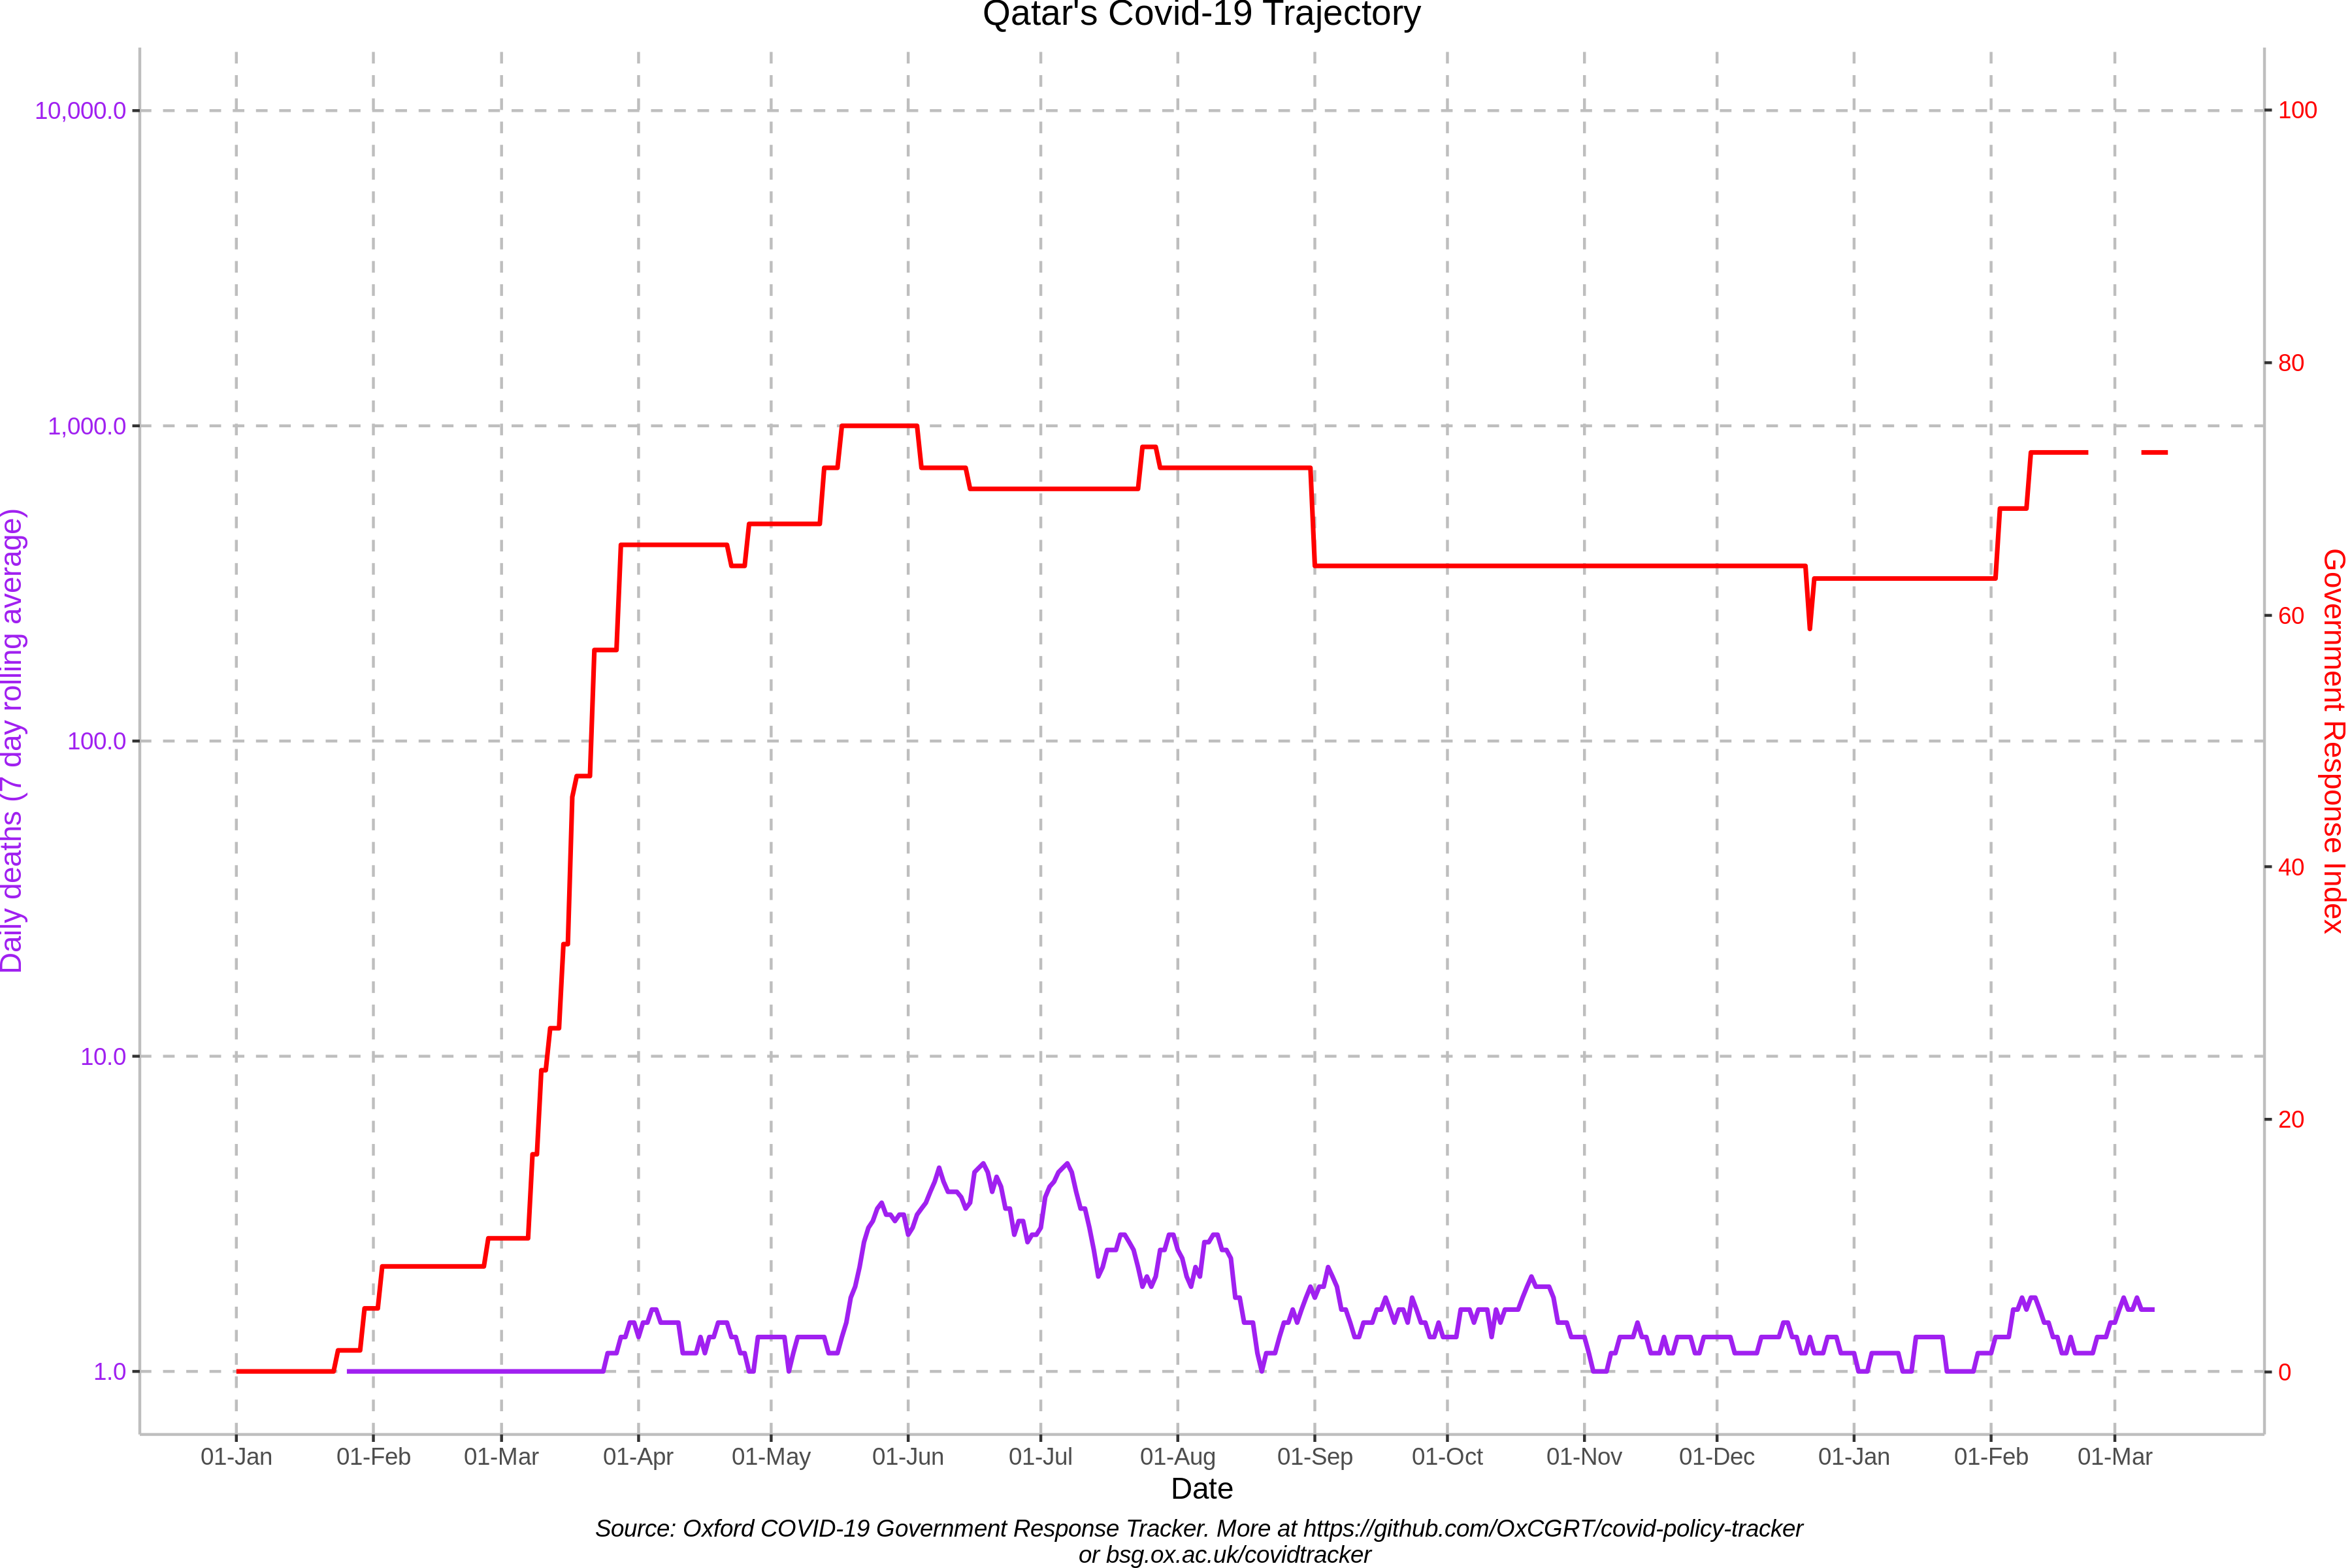 Qatar's Covid-19 Trajectory
10,000.0
1,000.0
100.0
10.0
1.0
Daily deaths (7 day rolling average)
100
80
60
40
20
0
Government Response Index
01-Jan
01-Feb
01-Mar
01-Apr
01-May
01-Jun
01-Jul
01-Aug
01-Sep
01-Oct
01-Nov
01-Dec
01-Jan
01-Feb
01-Mar
Date
Source: Oxford COVID-19 Government Response Tracker. More at https://github.com/OxCGRT/covid-policy-tracker
or bsg.ox.ac.uk/covidtracker